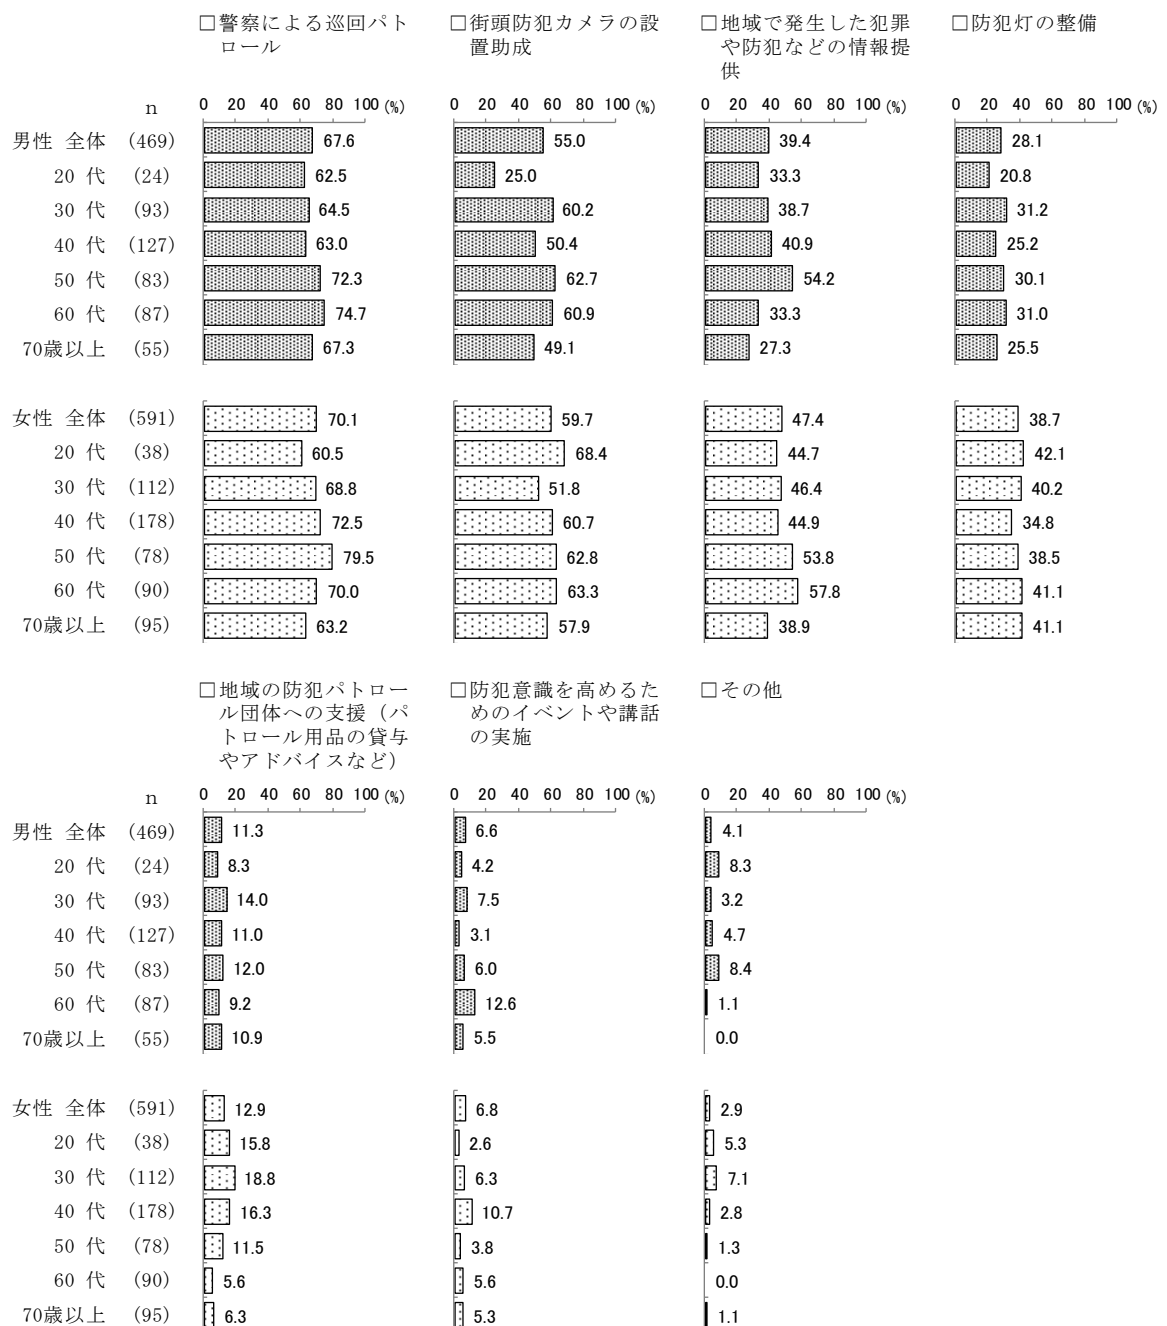 □警察による巡回パト
ロール
□街頭防犯カメラの設
置助成
□地域で発生した犯罪
や防犯などの情報提
供
□防犯灯の整備
n 0 20 40 60 80 100 (%) 0 20 40 60 80 100 (%) 0 20 40 60 80 100 (%) 0 20 40 60 80 100 (%)
男性 全体 (469) 67.6 55.0 39.4 28.1
20 代 (24) 62.5 25.0 33.3 20.8
30 代 (93) 64.5 60.2 38.7 31.2
40 代 (127) 63.0 50.4 40.9 25.2
50 代 (83) 72.3 62.7 54.2 30.1
60 代 (87) 74.7 60.9 33.3 31.0
70歳以上 (55) 67.3 49.1 27.3 25.5
女性 全体 (591) 70.1 59.7 47.4 38.7
20 代 (38) 60.5 68.4 44.7 42.1
30 代 (112) 68.8 51.8 46.4 40.2
40 代 (178) 72.5 60.7 44.9 34.8
50 代 (78) 79.5 62.8 53.8 38.5
60 代 (90) 70.0 63.3 57.8 41.1
70歳以上 (95) 63.2 57.9 38.9 41.1
□地域の防犯パトロー
ル団体への支援（パ
トロール用品の貸与
やアドバイスなど）
□防犯意識を高めるた
めのイベントや講話
の実施
□その他
n 0 20 40 60 80 100 (%) 0 20 40 60 80 100 (%) 0 20 40 60 80 100 (%)
男性 全体 (469) 11.3 6.6 4.1
20 代 (24) 8.3 4.2 8.3
30 代 (93) 14.0 7.5 3.2
40 代 (127) 11.0 3.1 4.7
50 代 (83) 12.0 6.0 8.4
60 代 (87) 9.2 12.6 1.1
70歳以上 (55) 10.9 5.5 0.0
女性 全体 (591) 12.9 6.8 2.9
20 代 (38) 15.8 2.6 5.3
30 代 (112) 18.8 6.3 7.1
40 代 (178) 16.3 10.7 2.8
50 代 (78) 11.5 3.8 1.3
60 代 (90) 5.6 5.6 0.0
70歳以上 (95) 6.3 5.3 1.1